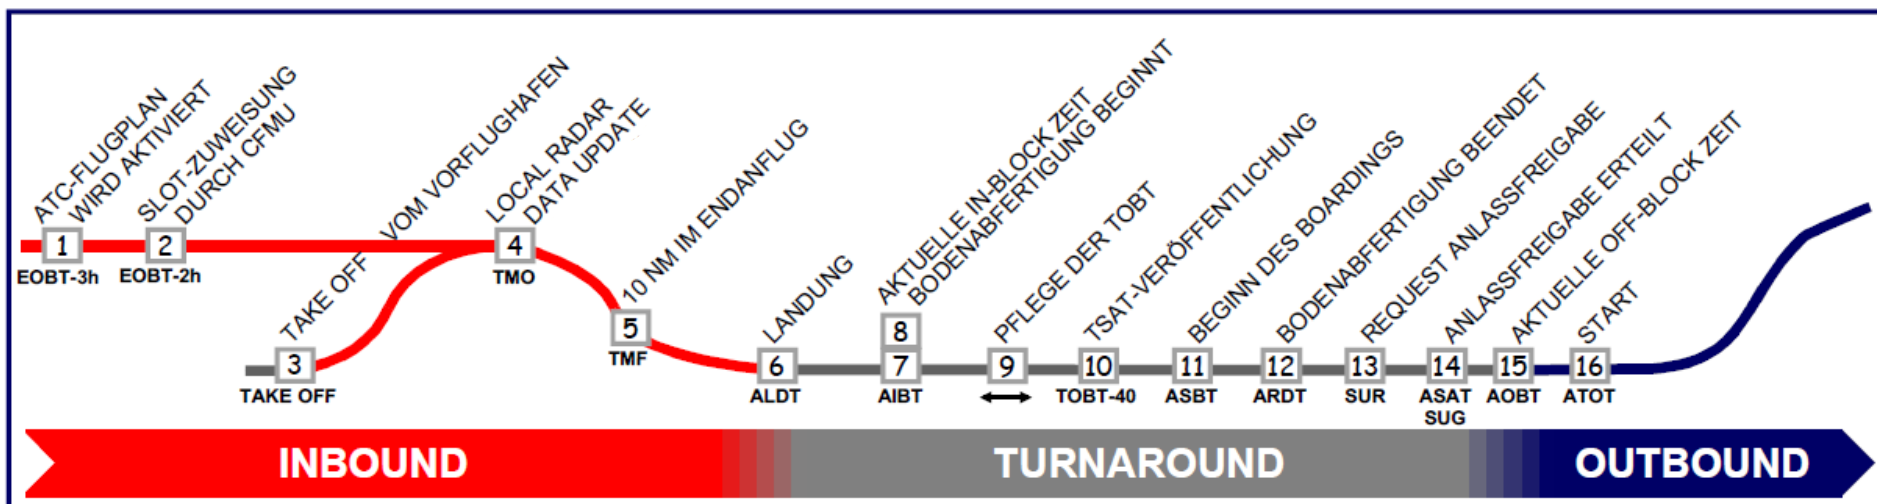 ATC-FLUGPLAN
WIRD AKTIVIERT
1
EOBT-3h
SLOT-ZUWEISUNG
DURCH CFMU
2
EOBT-2h
TAKE OFF VOM VORFLUGHAFEN
3
TAKE OFF
LOCAL RADAR
DATA UPDATE
4
TMO
10 NM IM ENDANFLUG
5
TMF
LANDUNG
6
ALDT
AKTUELLE IN-BLOCK ZEIT
BODENABFERTIGUNG BEGINNT
8
7
AIBT
PFLEGE DER TOBT
9
TSAT-VERÖFFENTLICHUNG
10
TOBT-40
BEGINN DES BOARDINGS
11
ASBT
BODENABFERTIGUNG BEENDET
12
ARDT
REQUEST ANLASSFREIGABE
13
SUR
ANLASSFREIGABE ERTEILT
14
ASAT
SUG
AKTUELLE OFF-BLOCK ZEIT
15
AOBT
START
16
ATOT
INBOUND
TURNAROUND
OUTBOUND